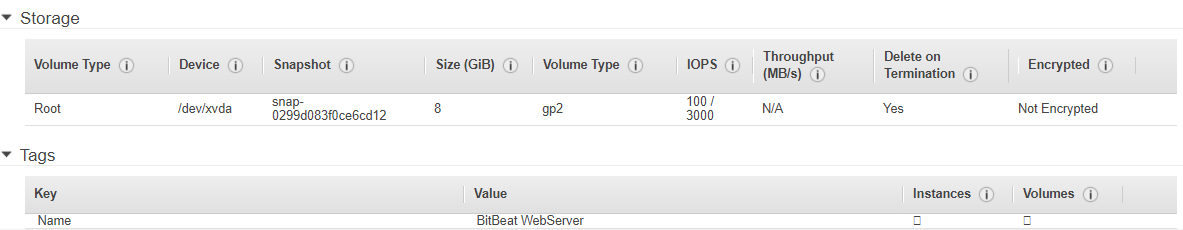 Storage
Volume Type Device Snapshot Size (GiB) Volume Type IOPS Throughput (MB/s) Delete on Termination Encrypted
Root /dev/xvda snap-0299d083f0ce6cd12 8 gp2 100 / 3000 N/A Yes Not Encrypted
Tags
Key Value Instances Volumes
Name BitBeat WebServer